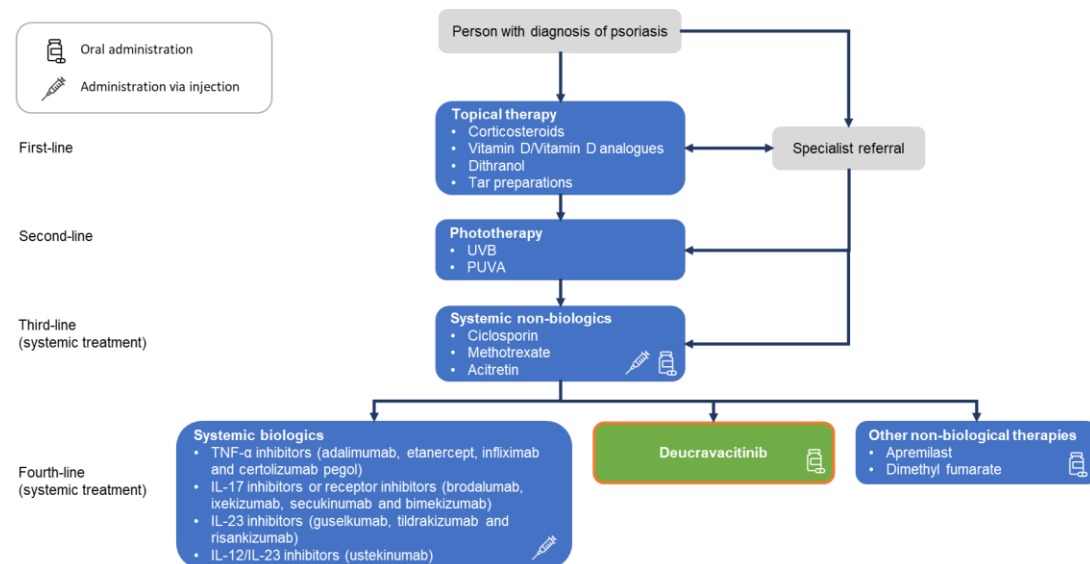 Oral administration
Administration via injection
Person with diagnosis of psoriasis
First-line
Topical therapy
• Corticosteroids
• Vitamin D/Vitamin D analogues
• Dithranol
• Tar preparations
Specialist referral
Second-line
Phototherapy
• UVB
• PUVA
Third-line
(systemic treatment)
Systemic non-biologics
• Ciclosporin
• Methotrexate
• Acitretin
Fourth-line
(systemic treatment)
Systemic biologics
• TNF-α inhibitors (adalimumab, etanercept, infliximab
and certolizumab pegol)
• IL-17 inhibitors or receptor inhibitors (brodalumab,
ixekizumab, secukinumab and bimekizumab)
• IL-23 inhibitors (guselkumab, tildrakizumab and
risankizumab)
• IL-12/IL-23 inhibitors (ustekinumab)
Deucravacitinib
Other non-biological therapies
• Apremilast
• Dimethyl fumarate